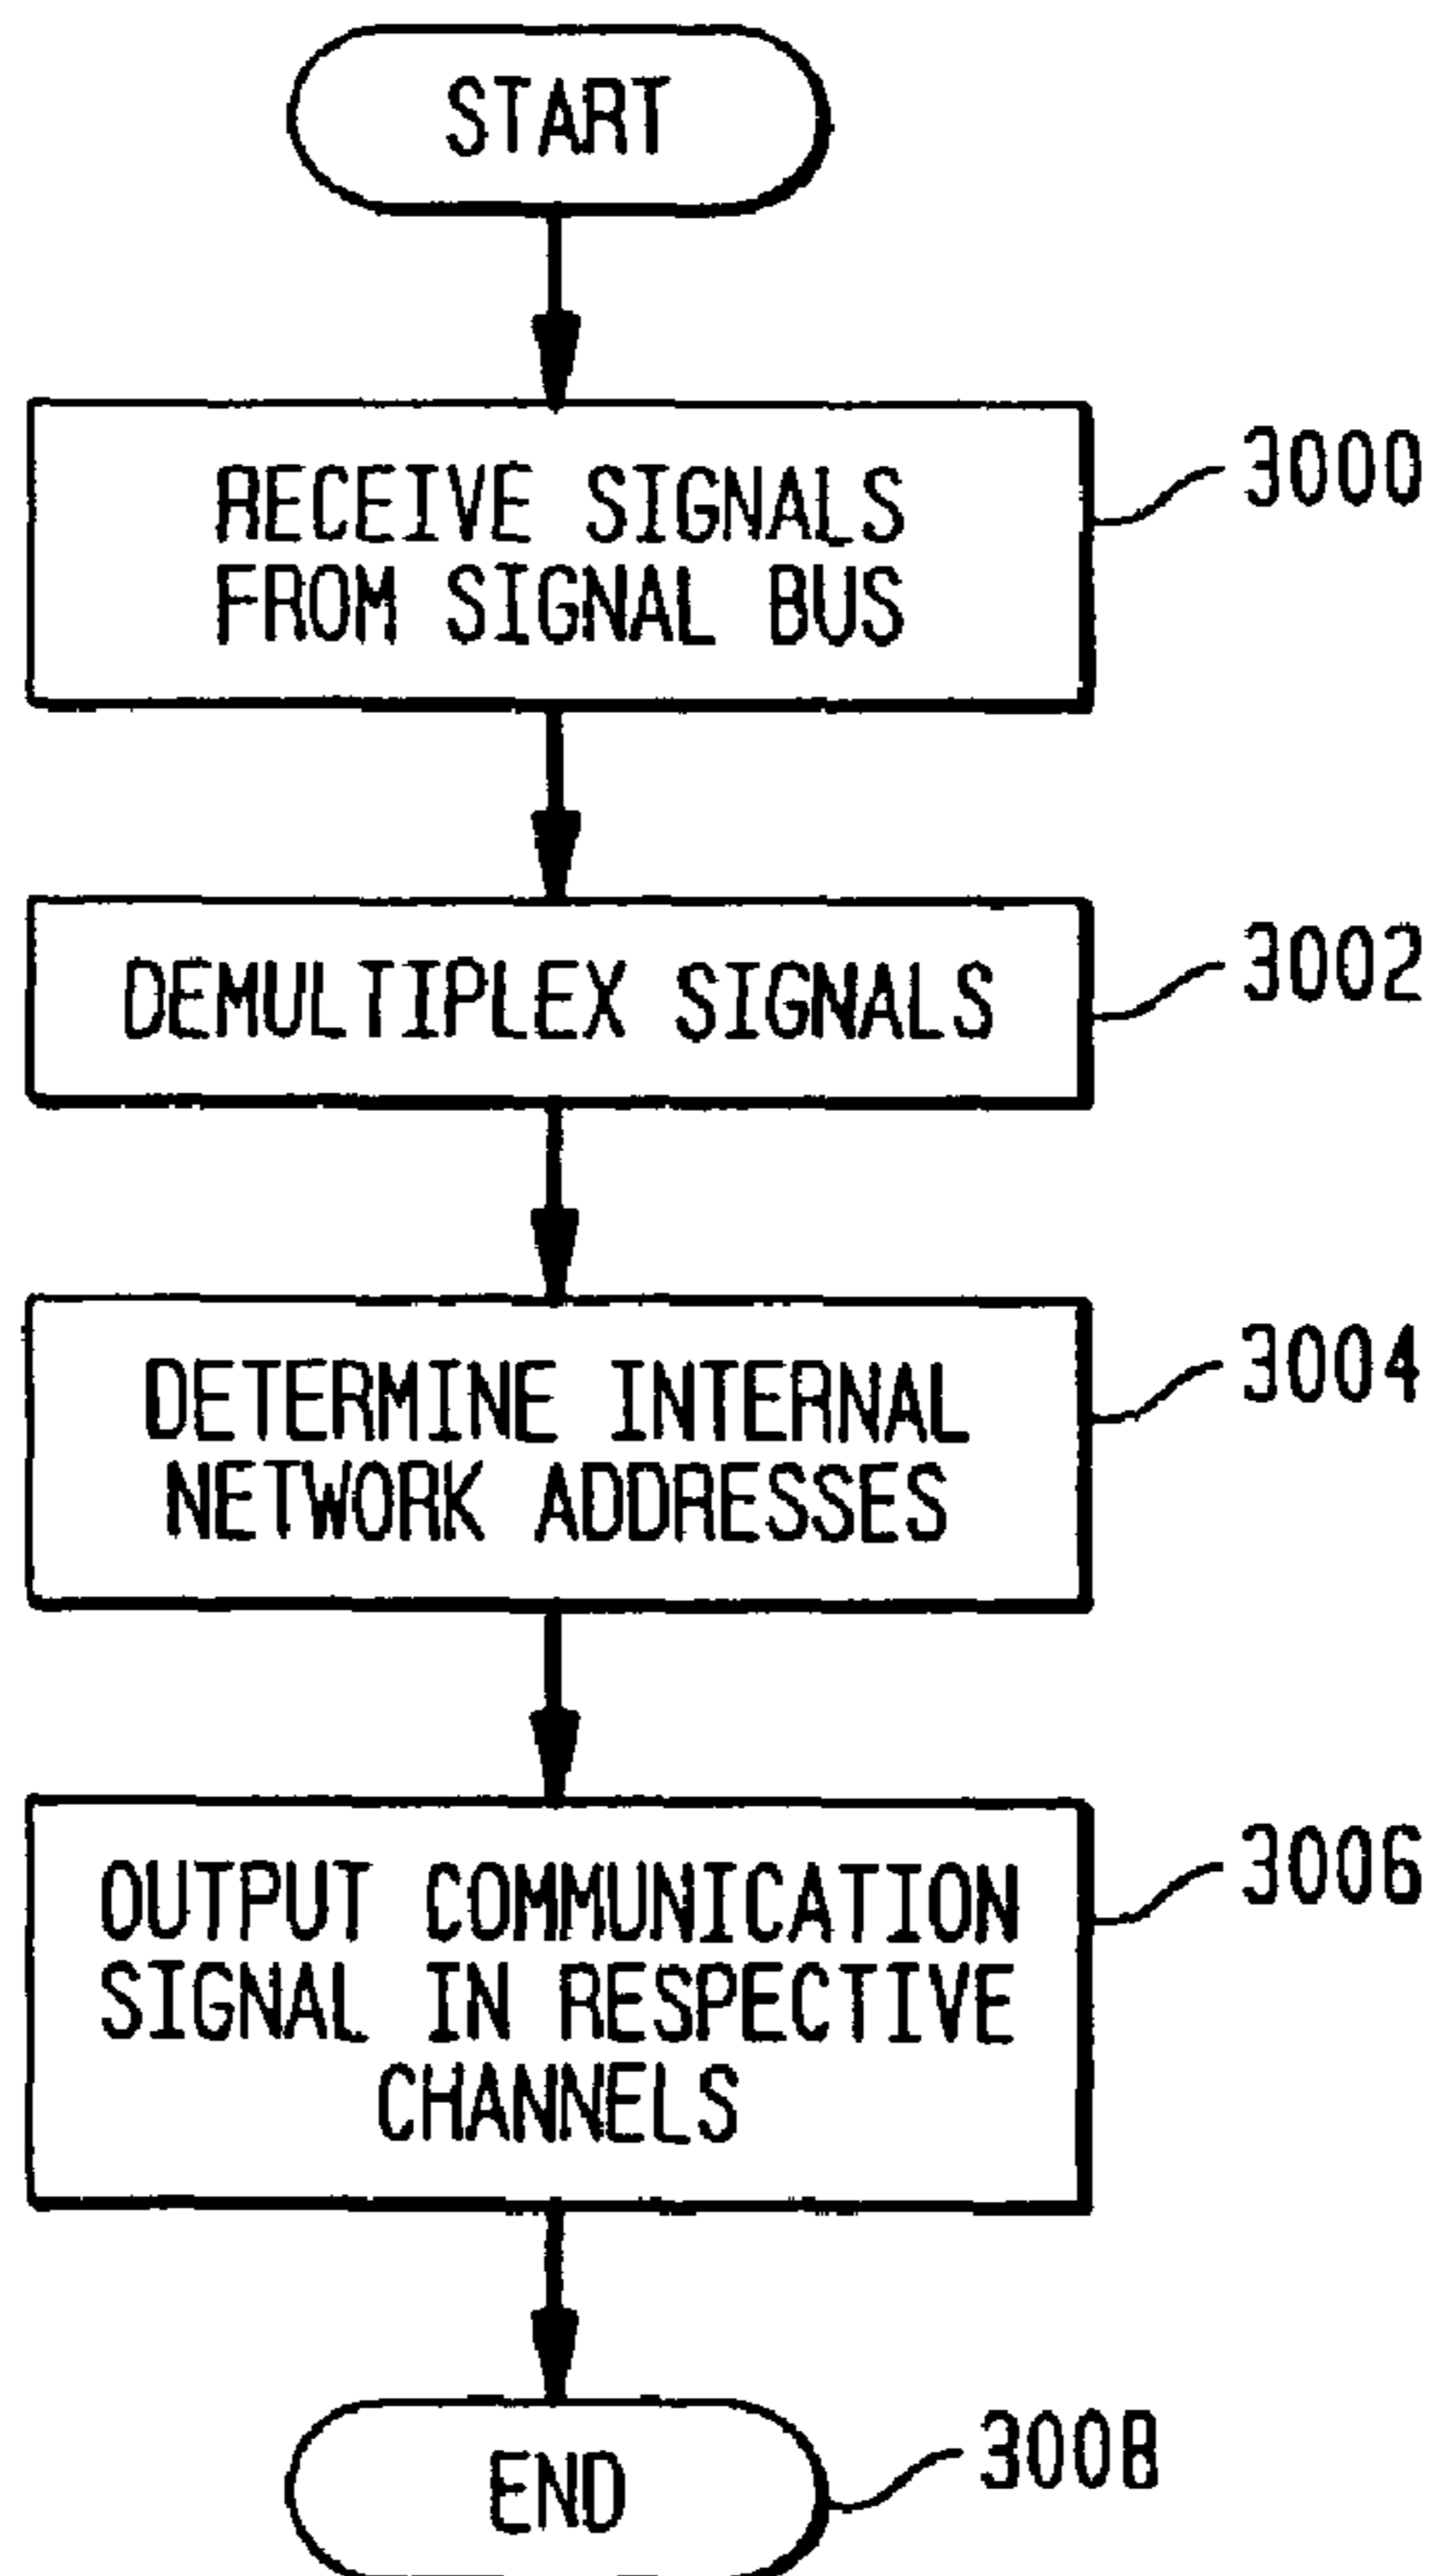 START
RECEIVE SIGNALS
FROM SIGNAL BUS
3000
DEMULTIPLEX SIGNALS
3002
DETERMINE INTERNAL
NETWORK ADDRESSES
3004
OUTPUT COMMUNICATION
SIGNAL IN RESPECTIVE
CHANNELS
3006
END
3008